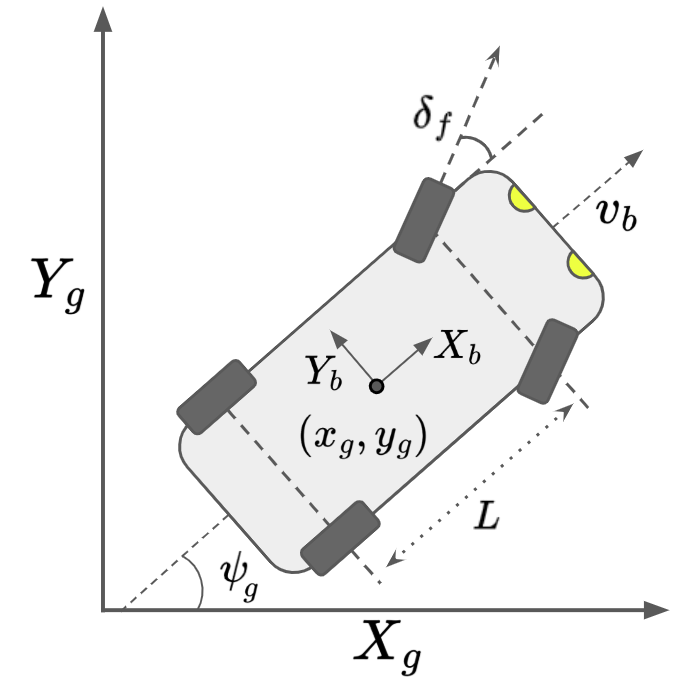 δ_f
v_b
Y_g
X_b
Y_b
(x_g, y_g)
L
ψ_g
X_g